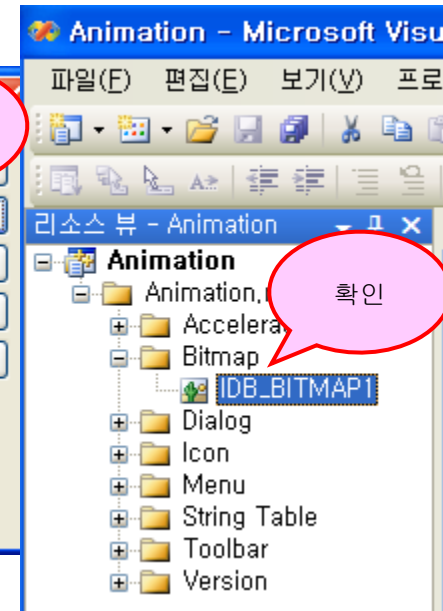 Animation - Microsoft Visu
파일(F) 편집(E) 보기(V) 프로
리소스 뷰 - Animation
Animation
Animation.
Accelera
확인
Bitmap
IDB_BITMAP1
Dialog
Icon
Menu
String Table
Toolbar
Version